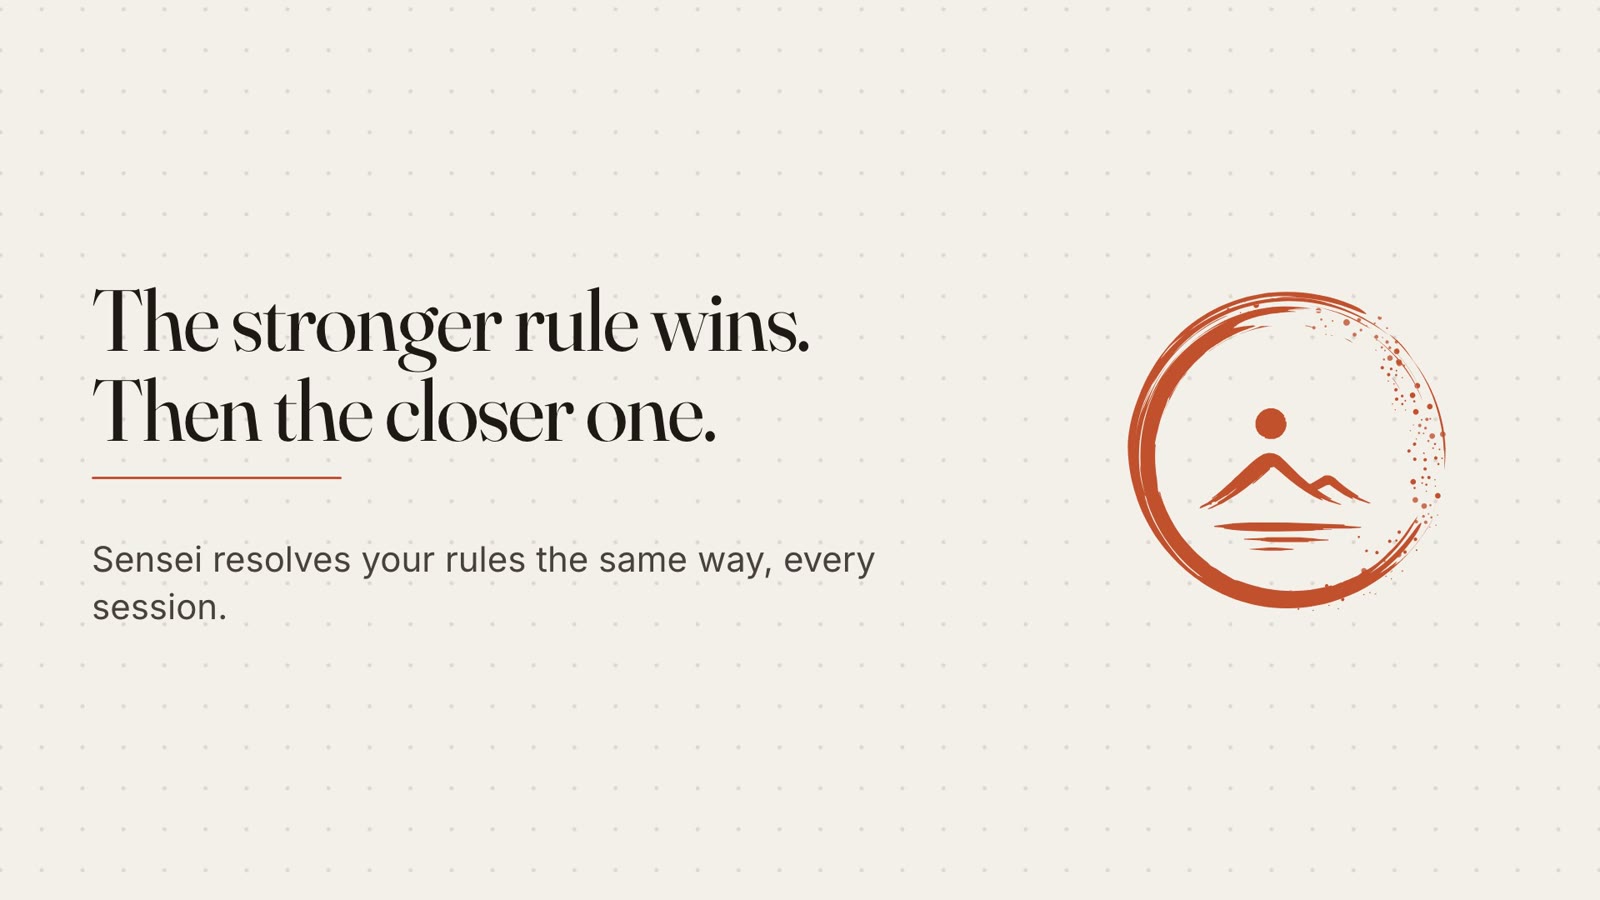 The stronger rule wins.
Then the closer one.
Sensei resolves your rules the same way, every
session.